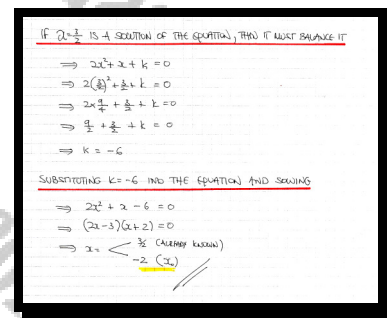 IF x = 3/2 IS A SOLUTION OF THE EQUATION, THEN IT MUST BALANCE IT
⇒ 2x² + x + k = 0
⇒ 2(3/2)² + 3/2 + k = 0
⇒ 2x 9/4 + 3/2 + k = 0
⇒ 9/2 + 3/2 + k = 0
⇒ k = -6
SUBSTITUTING k = -6 INTO THE EQUATION AND SOLVING
⇒ 2x² + x - 6 = 0
⇒ (2x - 3)(x + 2) = 0
⇒ x = < 3/2 (ALREADY KNOWN)
-2 (x₀)